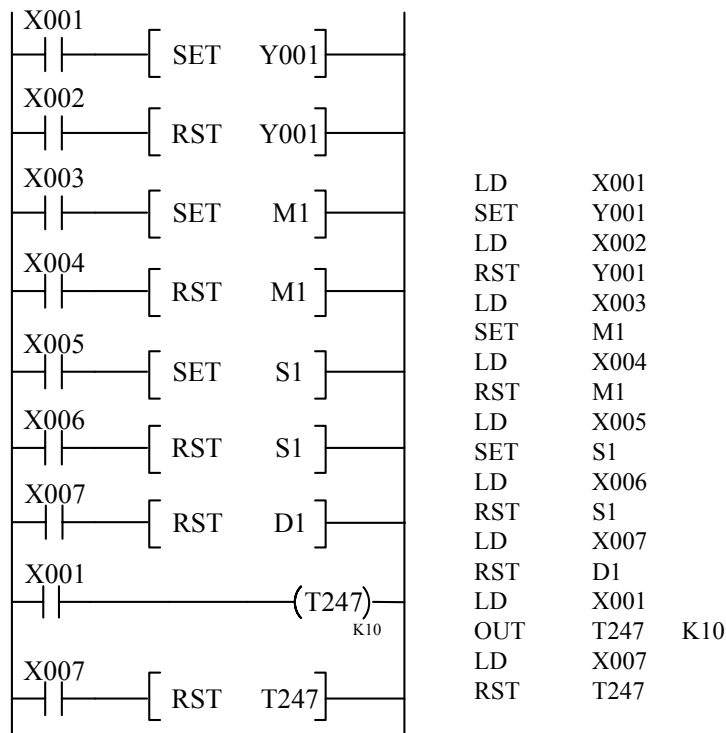 X001
SET Y001
X002
RST Y001
X003
SET M1
X004
RST M1
X005
SET S1
X006
RST S1
X007
RST D1
X001
T247
K10
X007
RST T247
LD X001
SET Y001
LD X002
RST Y001
LD X003
SET M1
LD X004
RST M1
LD X005
SET S1
LD X006
RST S1
LD X007
RST D1
LD X001
OUT T247 K10
LD X007
RST T247